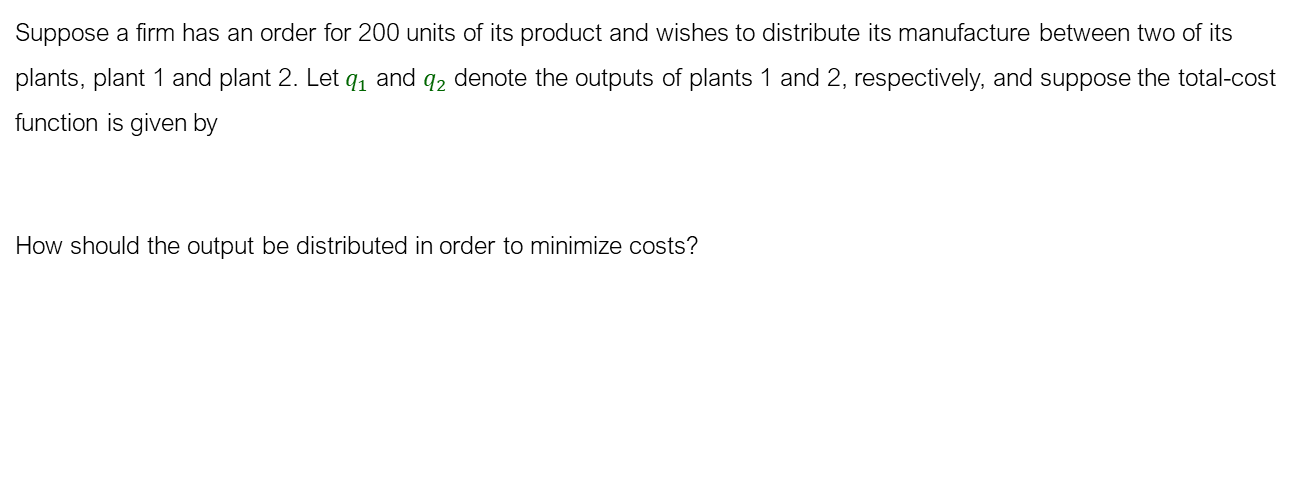 Suppose a firm has an order for 200 units of its product and wishes to distribute its manufacture between two of its
plants, plant 1 and plant 2. Let q₁ and q₂ denote the outputs of plants 1 and 2, respectively, and suppose the total-cost
function is given by
How should the output be distributed in order to minimize costs?